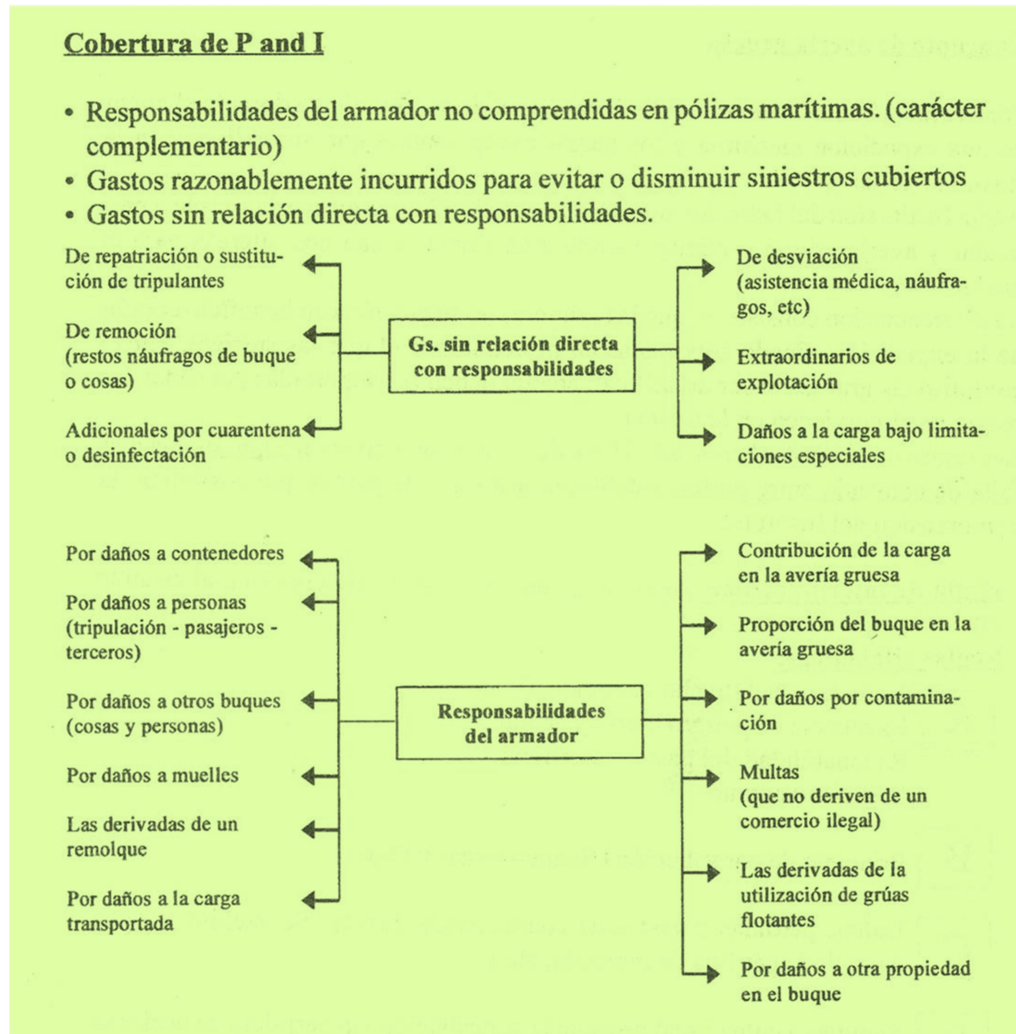 Cobertura de P and I
• Responsabilidades del armador no comprendidas en pólizas marítimas. (carácter
complementario)
• Gastos razonablemente incurridos para evitar o disminuir siniestros cubiertos
• Gastos sin relación directa con responsabilidades.
De repatriación o sustitu-
ción de tripulantes
De remoción
(restos náufragos de buque
o cosas)
Adicionales por cuarentena
o desinfectación
Gs. sin relación directa
con responsabilidades
De desviación
(asistencia médica, náufra-
gos, etc)
Extraordinarios de
explotación
Daños a la carga bajo limita-
ciones especiales
Por daños a contenedores
Por daños a personas
(tripulación - pasajeros -
terceros)
Por daños a otros buques
(cosas y personas)
Por daños a muelles
Las derivadas de un
remolque
Por daños a la carga
transportada
Responsabilidades
del armador
Contribución de la carga
en la avería gruesa
Proporción del buque en la
avería gruesa
Por daños por contamina-
ción
Multas
(que no deriven de un
comercio ilegal)
Las derivadas de la
utilización de grúas
flotantes
Por daños a otra propiedad
en el buque